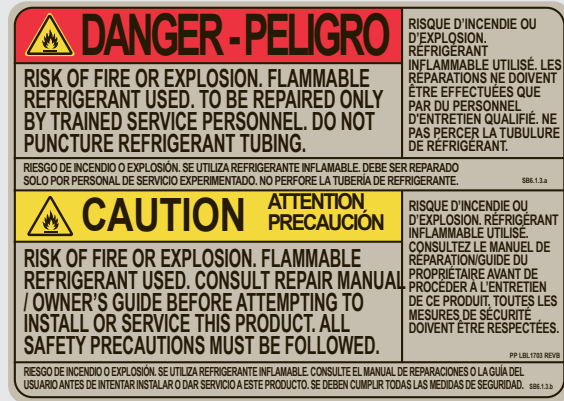 DANGER - PELIGRO
RISK OF FIRE OR EXPLOSION. FLAMMABLE
REFRIGERANT USED. TO BE REPAIRED ONLY
BY TRAINED SERVICE PERSONNEL. DO NOT
PUNCTURE REFRIGERANT TUBING.
RISQUE D'INCENDIE OU
D'EXPLOSION.
RÉFRIGÉRANT
INFLAMMABLE UTILISÉ. LES
RÉPARATIONS NE DOIVENT
ÊTRE EFFECTUÉES QUE
PAR DU PERSONNEL
D'ENTRETIEN QUALIFIÉ. NE
PAS PERCER LA TUBULURE
DE RÉFRIGÉRANT.
RIESGO DE INCENDIO O EXPLOSIÓN. SE UTILIZA REFRIGERANTE INFLAMABLE. DEBE SER REPARADO
SOLO POR PERSONAL DE SERVICIO EXPERIMENTADO. NO PERFORE LA TUBERÍA DE REFRIGERANTE.
SB6.1.3.a
CAUTION
ATTENTION
PRECAUCIÓN
RISK OF FIRE OR EXPLOSION. FLAMMABLE
REFRIGERANT USED. CONSULT REPAIR MANUAL
/ OWNER'S GUIDE BEFORE ATTEMPTING TO
INSTALL OR SERVICE THIS PRODUCT. ALL
SAFETY PRECAUTIONS MUST BE FOLLOWED.
RISQUE D'INCENDIE OU
D'EXPLOSION. RÉFRIGÉRANT
INFLAMMABLE UTILISÉ.
CONSULTEZ LE MANUEL DE
RÉPARATION/GUIDE DU
PROPRIÉTAIRE AVANT DE
PROCÉDER À L'ENTRETIEN
DE CE PRODUIT. TOUTES LES
MESURES DE SÉCURITÉ
DOIVENT ÊTRE RESPECTÉES.
PP LBL1703 REVB
RIESGO DE INCENDIO O EXPLOSIÓN. SE UTILIZA REFRIGERANTE INFLAMABLE. CONSULTE EL MANUAL DE REPARACIONES O LA GUÍA DEL
USUARIO ANTES DE INTENTAR INSTALAR O DAR SERVICIO A ESTE PRODUCTO. SE DEBEN CUMPLIR TODAS LAS MEDIDAS DE SEGURIDAD.
SB6.1.3.b